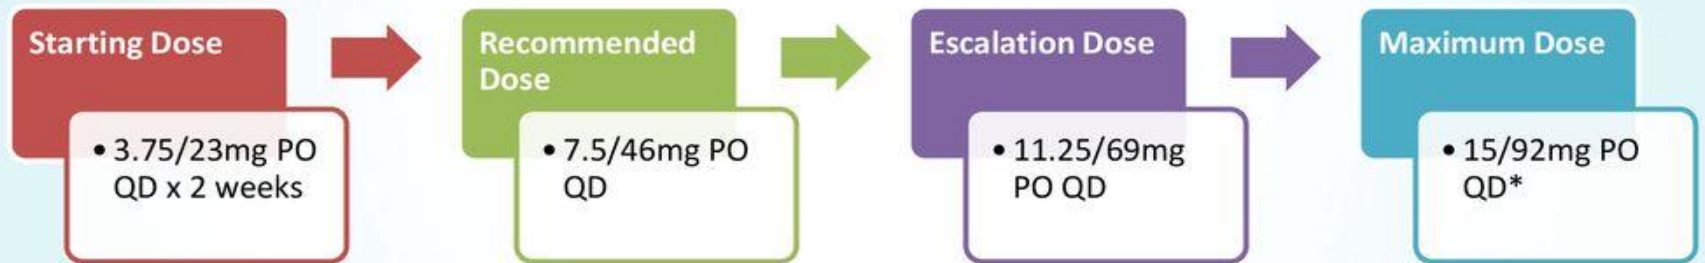 Starting Dose
• 3.75/23mg PO
QD x 2 weeks
Recommended
Dose
• 7.5/46mg PO
QD
Escalation Dose
• 11.25/69mg
PO QD
Maximum Dose
• 15/92mg PO
QD*